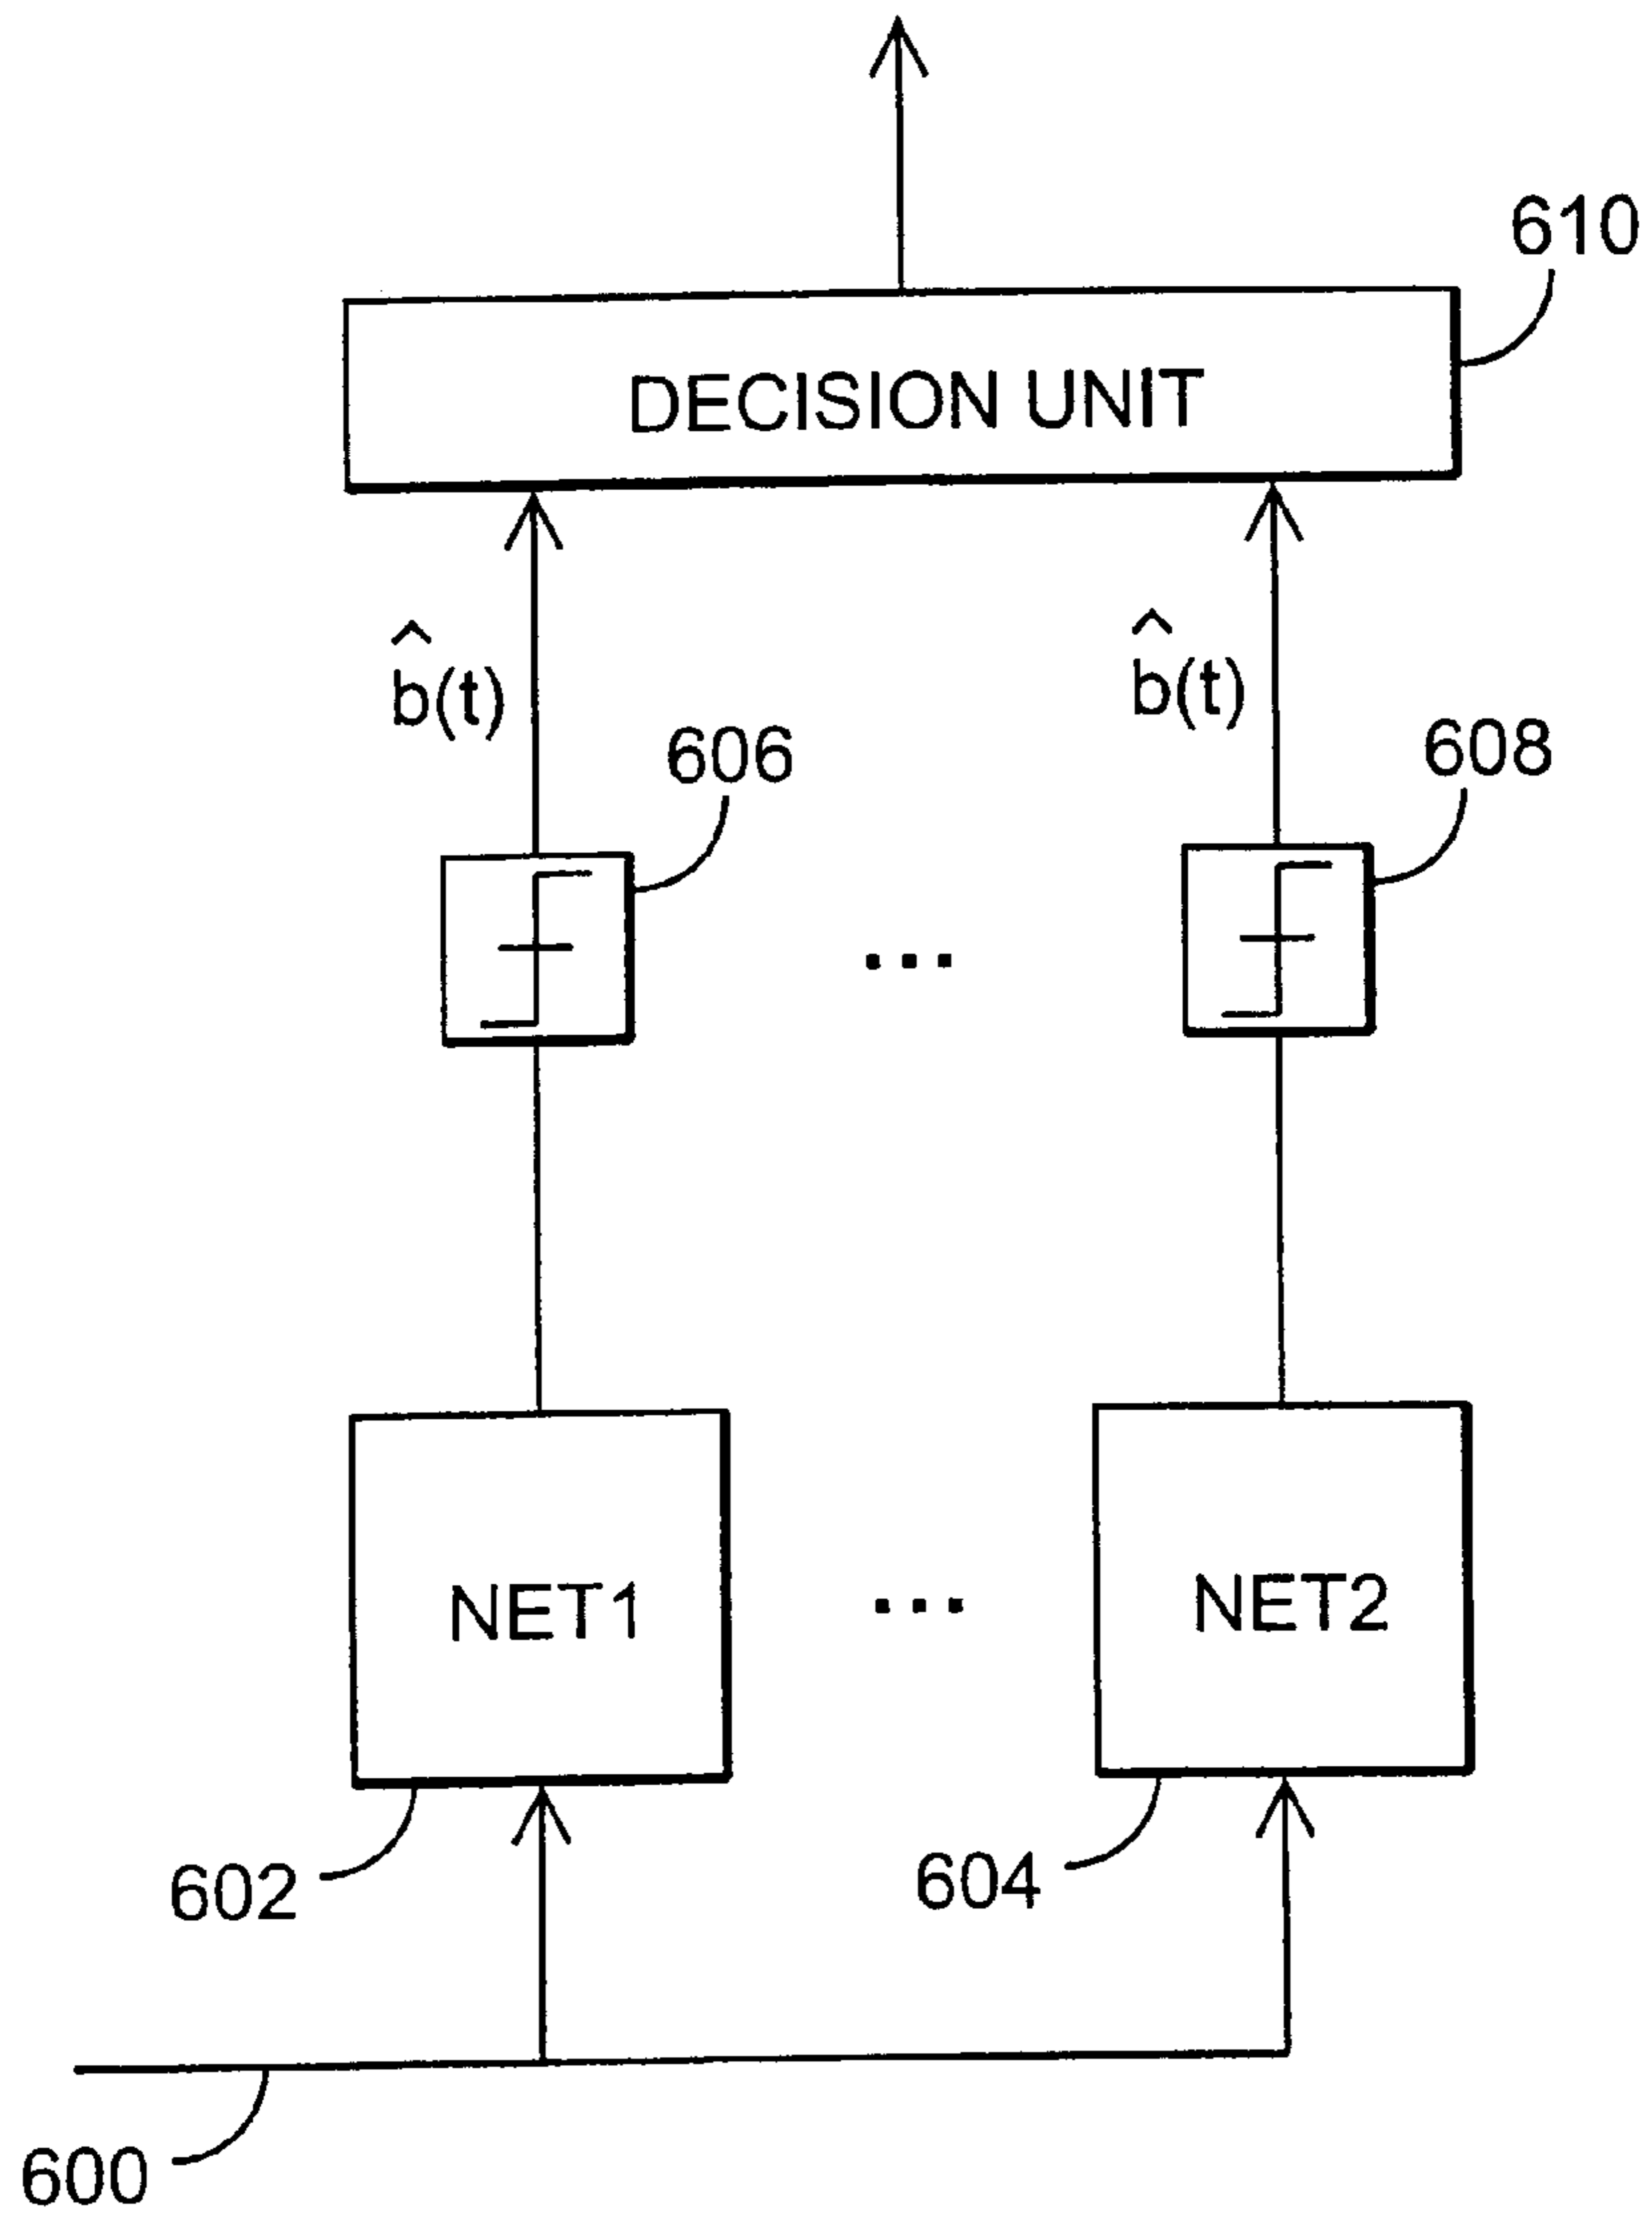 610
DECISION UNIT
b̂(t) b̂(t)
606 608
... ...
NET1 NET2
602 604
600